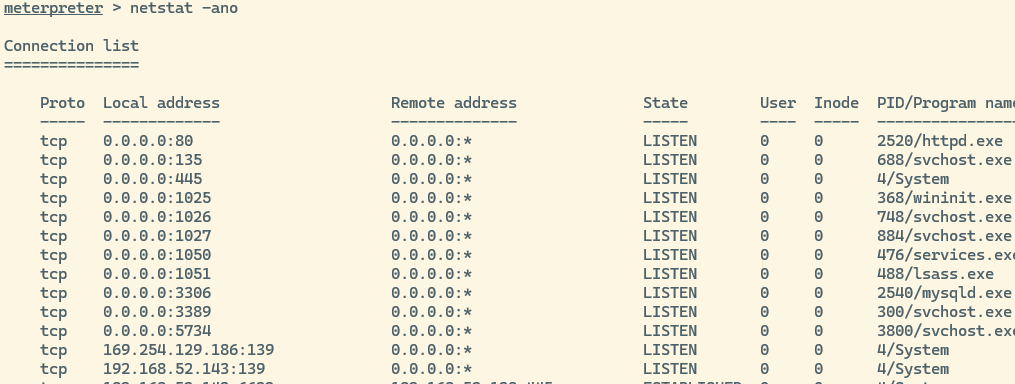 meterpreter > netstat -ano
Connection list
===============
Proto Local address Remote address State User Inode PID/Program name
----- ------------- -------------- ----- ---- ----- ----------------
tcp 0.0.0.0:80 0.0.0.0:* LISTEN 0 0 2520/httpd.exe
tcp 0.0.0.0:135 0.0.0.0:* LISTEN 0 0 688/svchost.exe
tcp 0.0.0.0:445 0.0.0.0:* LISTEN 0 0 4/System
tcp 0.0.0.0:1025 0.0.0.0:* LISTEN 0 0 368/wininit.exe
tcp 0.0.0.0:1026 0.0.0.0:* LISTEN 0 0 748/svchost.exe
tcp 0.0.0.0:1027 0.0.0.0:* LISTEN 0 0 884/svchost.exe
tcp 0.0.0.0:1050 0.0.0.0:* LISTEN 0 0 476/services.exe
tcp 0.0.0.0:1051 0.0.0.0:* LISTEN 0 0 488/lsass.exe
tcp 0.0.0.0:3306 0.0.0.0:* LISTEN 0 0 2540/mysqld.exe
tcp 0.0.0.0:3389 0.0.0.0:* LISTEN 0 0 300/svchost.exe
tcp 0.0.0.0:5734 0.0.0.0:* LISTEN 0 0 3800/svchost.exe
tcp 169.254.129.186:139 0.0.0.0:* LISTEN 0 0 4/System
tcp 192.168.52.143:139 0.0.0.0:* LISTEN 0 0 4/System